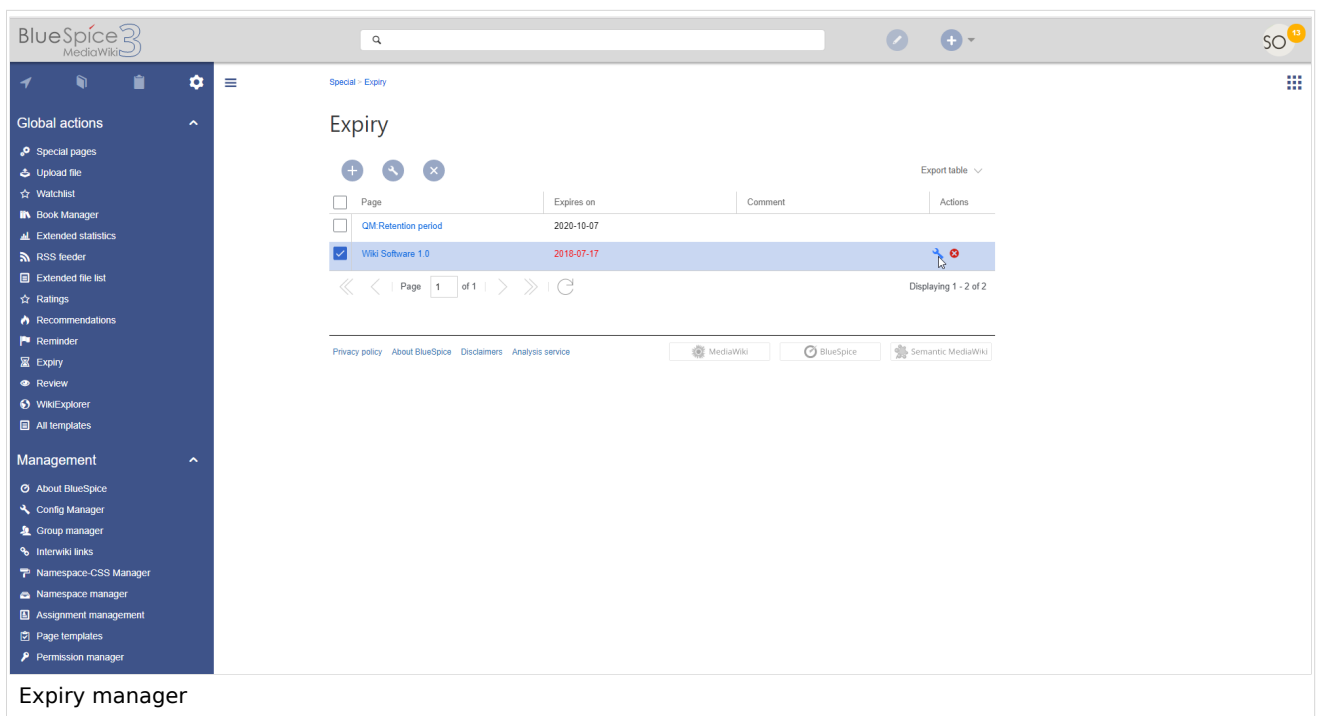 BlueSpice 3
MediaWiki
SO
13
Special > Expiry
Global actions
Special pages
Upload file
Watchlist
Book Manager
Extended statistics
RSS feeder
Extended file list
Ratings
Recommendations
Reminder
Expiry
Review
WikiExplorer
All templates
Management
About BlueSpice
Config Manager
Group manager
Interwiki links
Namespace-CSS Manager
Namespace manager
Assignment management
Page templates
Permission manager
Expiry
Export table
Page Expires on Comment Actions
QM:Retention period 2020-10-07
Wiki Software 1.0 2018-07-17
Page 1 of 1 Displaying 1 - 2 of 2
Privacy policy About BlueSpice Disclaimers Analysis service MediaWiki BlueSpice Semantic MediaWiki
Expiry manager